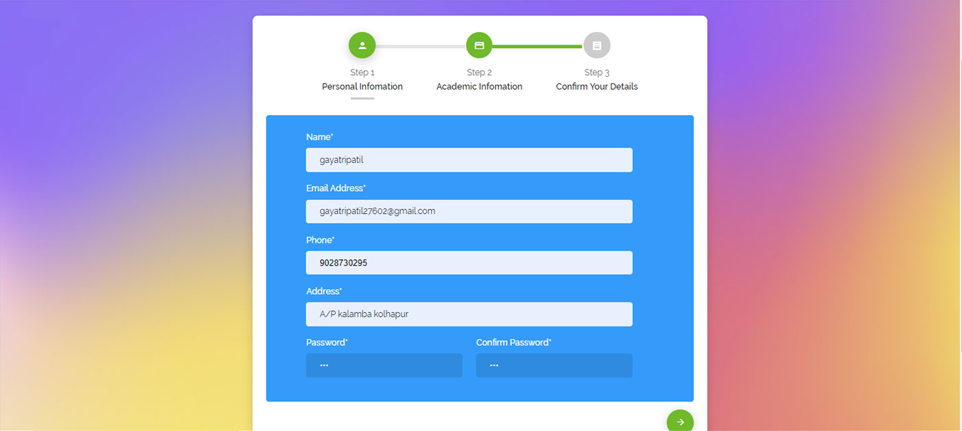 Step 1 Step 2 Step 3
Personal Infomation Academic Infomation Confirm Your Details
Name*
gayatripatil
Email Address*
gayatripatil27602@gmail.com
Phone*
9028730295
Address*
A/P kalamba kolhapur
Password* Confirm Password*
••• •••